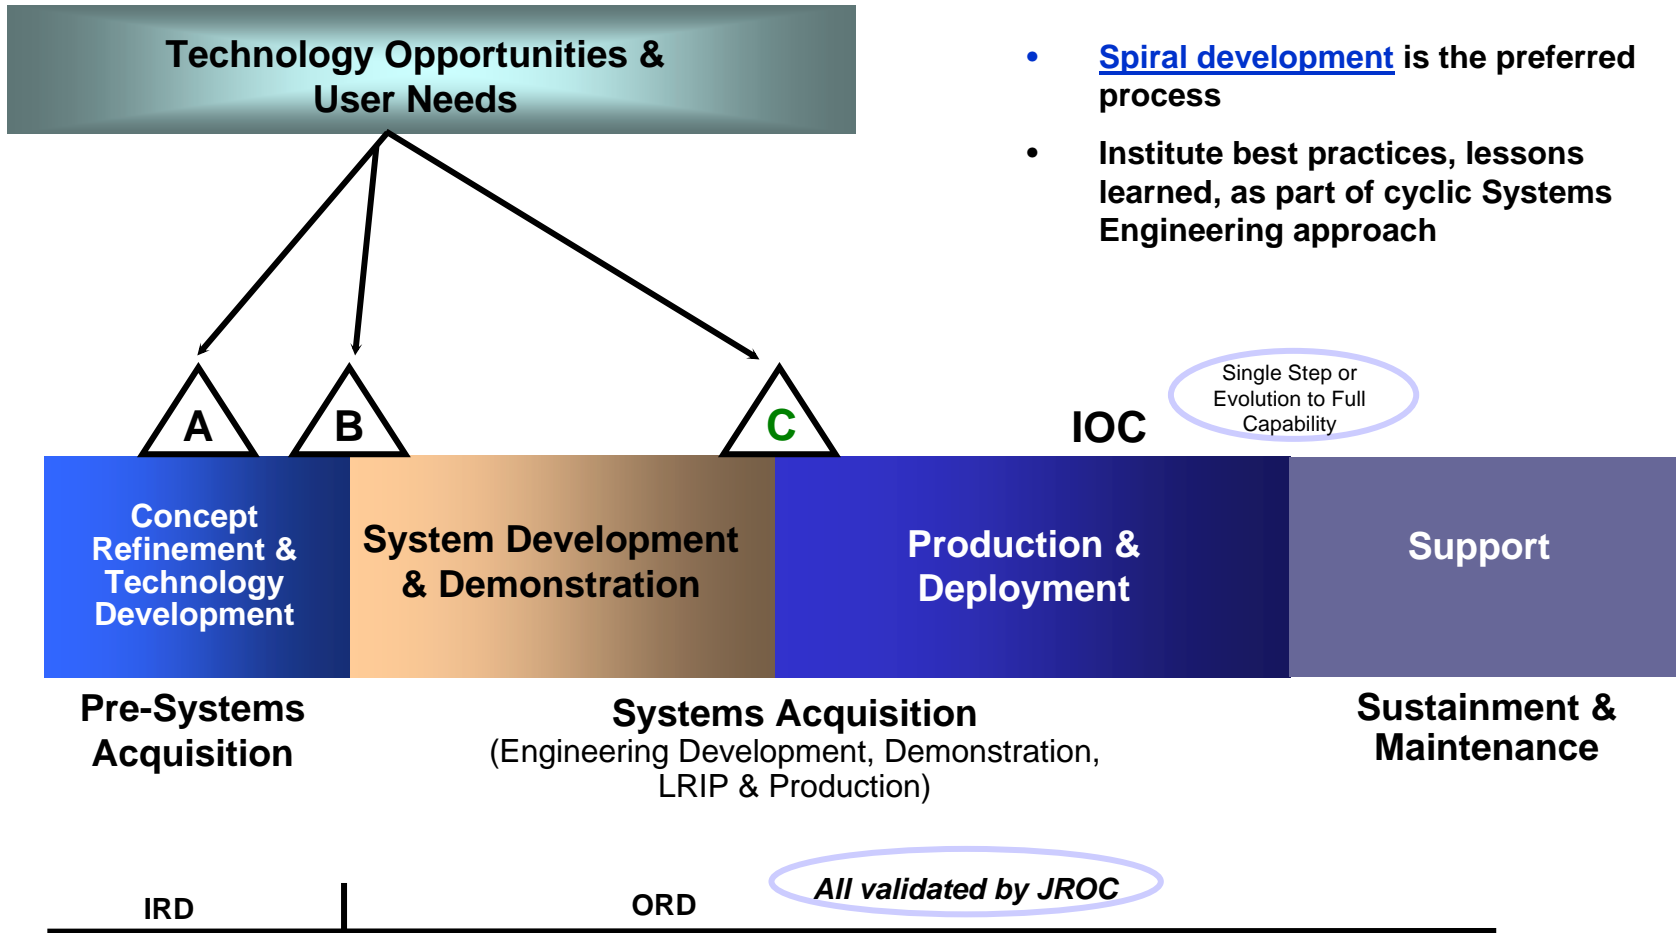 Technology Opportunities &
User Needs
• Spiral development is the preferred
process
• Institute best practices, lessons
learned, as part of cyclic Systems
Engineering approach
A
B
C
IOC
Single Step or
Evolution to Full
Capability
Concept
Refinement &
Technology
Development
System Development
& Demonstration
Production &
Deployment
Support
Pre-Systems
Acquisition
Systems Acquisition
(Engineering Development, Demonstration,
LRIP & Production)
Sustainment &
Maintenance
IRD
ORD
All validated by JROC